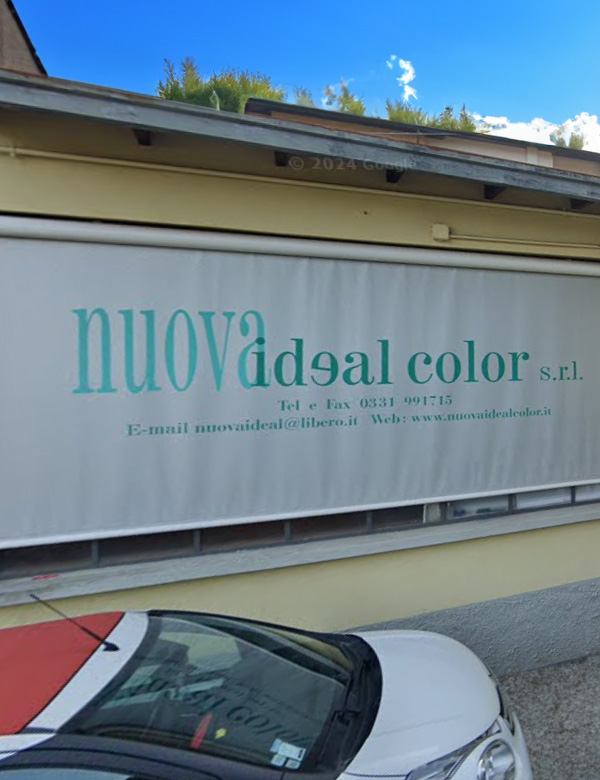 © 2024 Google
nuova ideal color s.r.l.
Tel e Fax 0331 991715
E-mail nuovaideal@libero.it Web: www.nuovaidealcolor.it